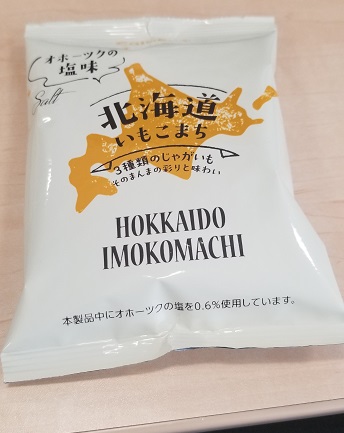 オホーツクの
塩味
Salt
北海道
いもこまち
3種類のじゃがいも
そのまんまの彩りと味わい
HOKKAIDO
IMOKOMACHI
本製品中にオホーツクの塩を0.6%使用しています。